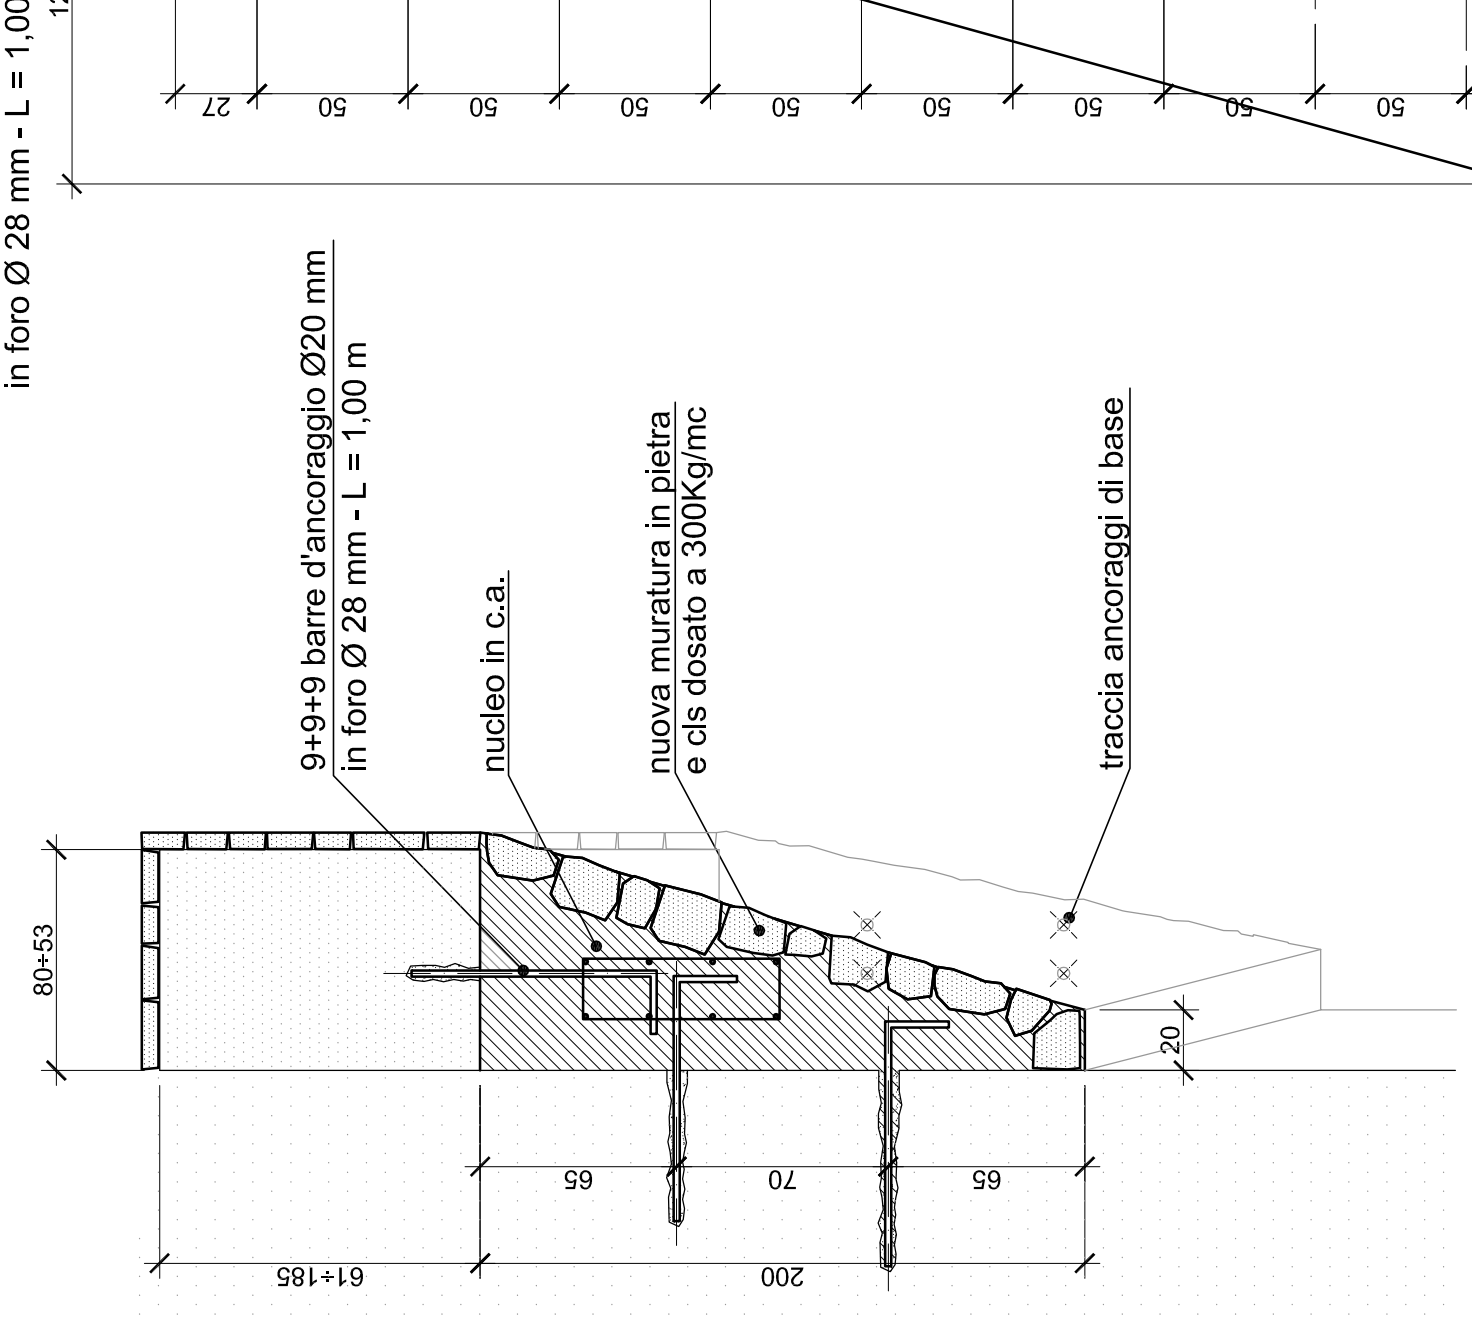 in foro Ø 28 mm - L = 1,00
12
27
50
50
50
50
50
50
50
50
9+9+9 barre d'ancoraggio Ø20 mm
in foro Ø 28 mm - L = 1,00 m
nucleo in c.a.
nuova muratura in pietra
e cls dosato a 300Kg/mc
traccia ancoraggi di base
80÷53
20
65
70
65
61÷185
200